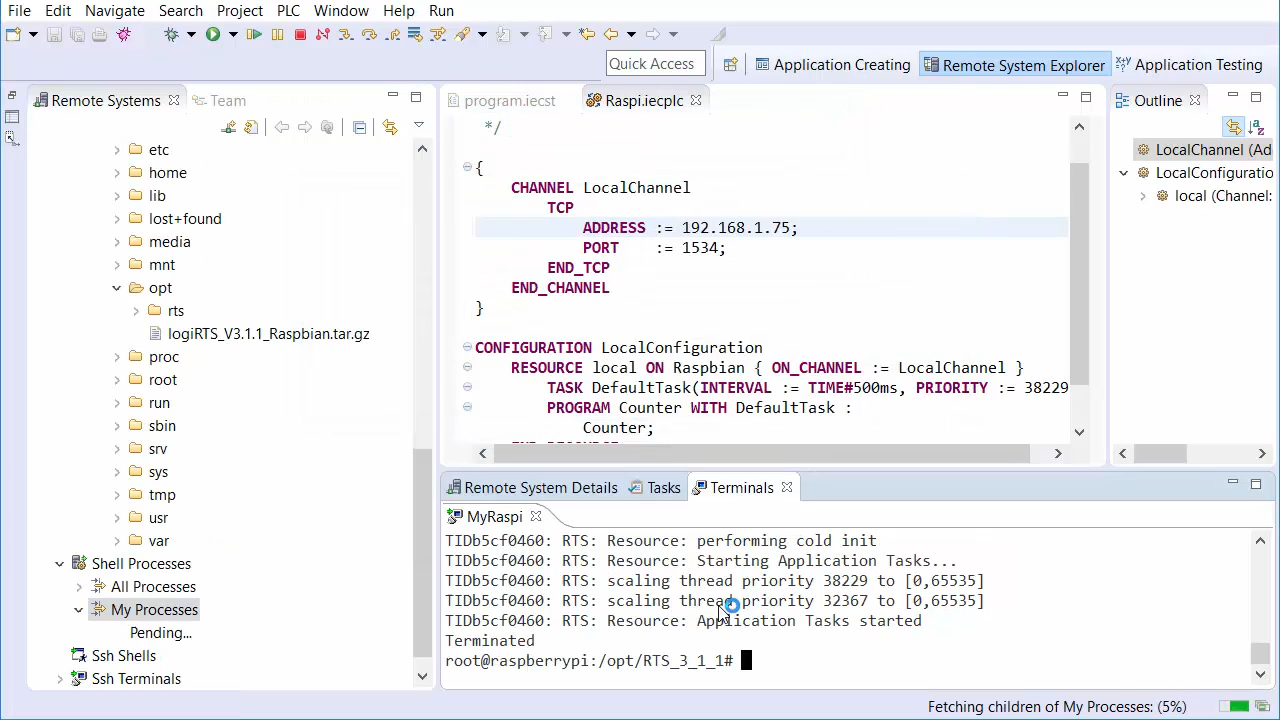 File Edit Navigate Search Project PLC Window Help Run
Quick Access
Application Creating
Remote System Explorer
Application Testing
Remote Systems
Team
etc
home
lib
lost+found
media
mnt
opt
rts
logiRTS_V3.1.1_Raspbian.tar.gz
proc
root
run
sbin
srv
sys
tmp
usr
var
Shell Processes
All Processes
My Processes
Pending...
Ssh Shells
Ssh Terminals
program.iecst
Raspi.iecplc
*/
{
CHANNEL LocalChannel
TCP
ADDRESS := 192.168.1.75;
PORT := 1534;
END_TCP
END_CHANNEL
}
CONFIGURATION LocalConfiguration
RESOURCE local ON Raspbian { ON_CHANNEL := LocalChannel }
TASK DefaultTask(INTERVAL := TIME#500ms, PRIORITY := 38229
PROGRAM Counter WITH DefaultTask :
Counter;
Outline
LocalChannel (Ad
LocalConfiguratio
local (Channel:
Remote System Details
Tasks
Terminals
MyRaspi
TIDb5cf0460: RTS: Resource: performing cold init
TIDb5cf0460: RTS: Resource: Starting Application Tasks...
TIDb5cf0460: RTS: scaling thread priority 38229 to [0,65535]
TIDb5cf0460: RTS: scaling thread priority 32367 to [0,65535]
TIDb5cf0460: RTS: Resource: Application Tasks started
Terminated
root@raspberrypi:/opt/RTS_3_1_1#
Fetching children of My Processes: (5%)